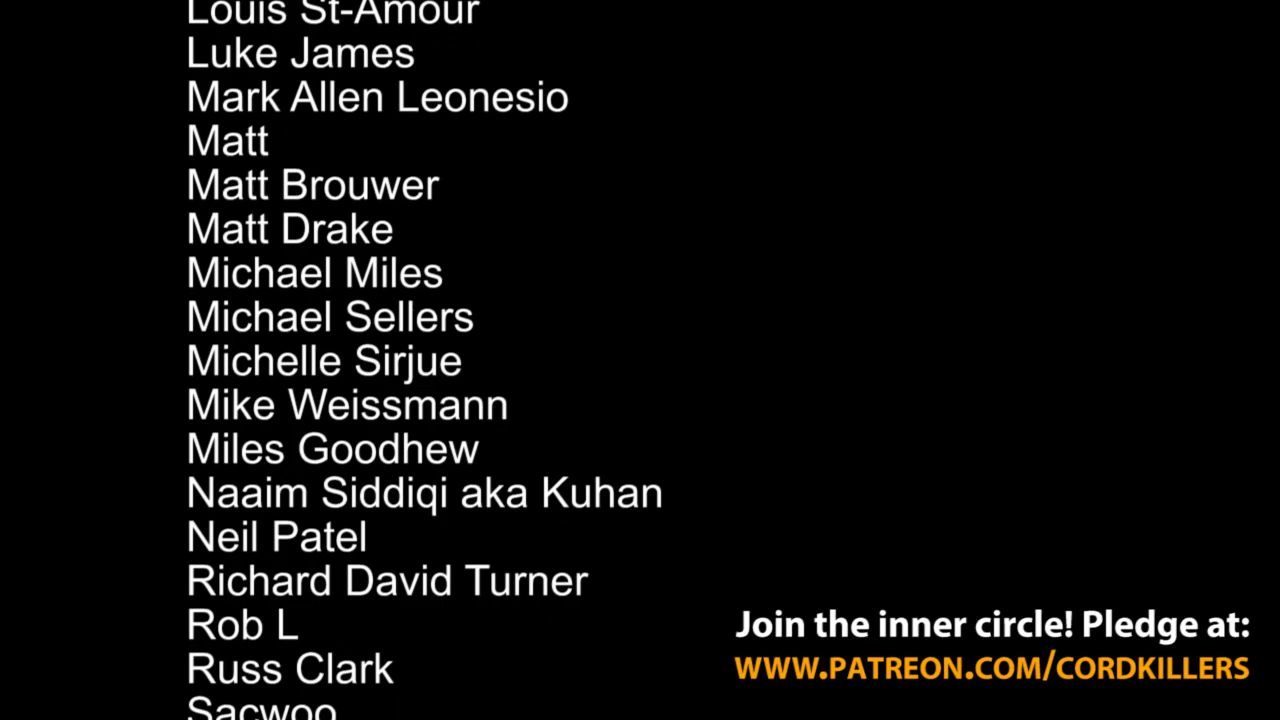 Louis St-Amour
Luke James
Mark Allen Leonesio
Matt
Matt Brouwer
Matt Drake
Michael Miles
Michael Sellers
Michelle Sirjue
Mike Weissmann
Miles Goodhew
Naaim Siddiqi aka Kuhan
Neil Patel
Richard David Turner
Rob L
Russ Clark
Sacwoo
Join the inner circle! Pledge at:
WWW.PATREON.COM/CORDKILLERS